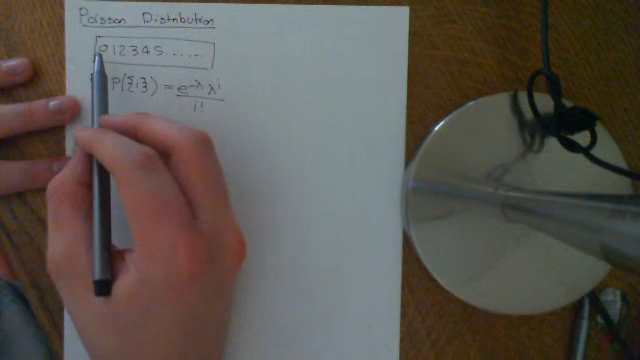 Poisson Distribution
0 1 2 3 4 5 ......
P({i}) = e^{-λ} λ^i / i!